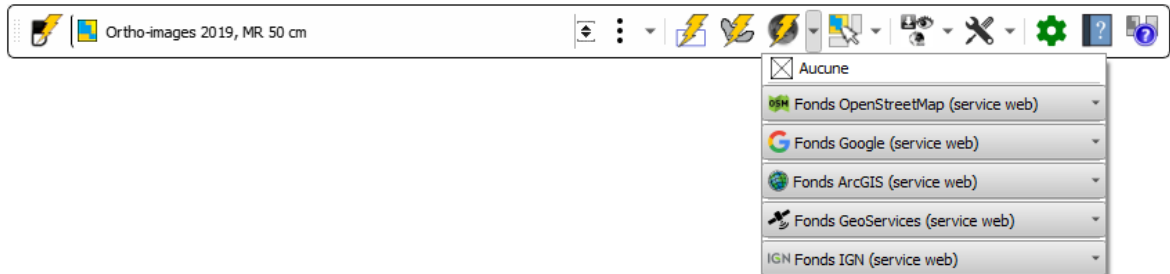 Ortho-images 2019, MR 50 cm
Aucune
OSM Fonds OpenStreetMap (service web)
G Fonds Google (service web)
Fonds ArcGIS (service web)
Fonds GeoServices (service web)
IGN Fonds IGN (service web)